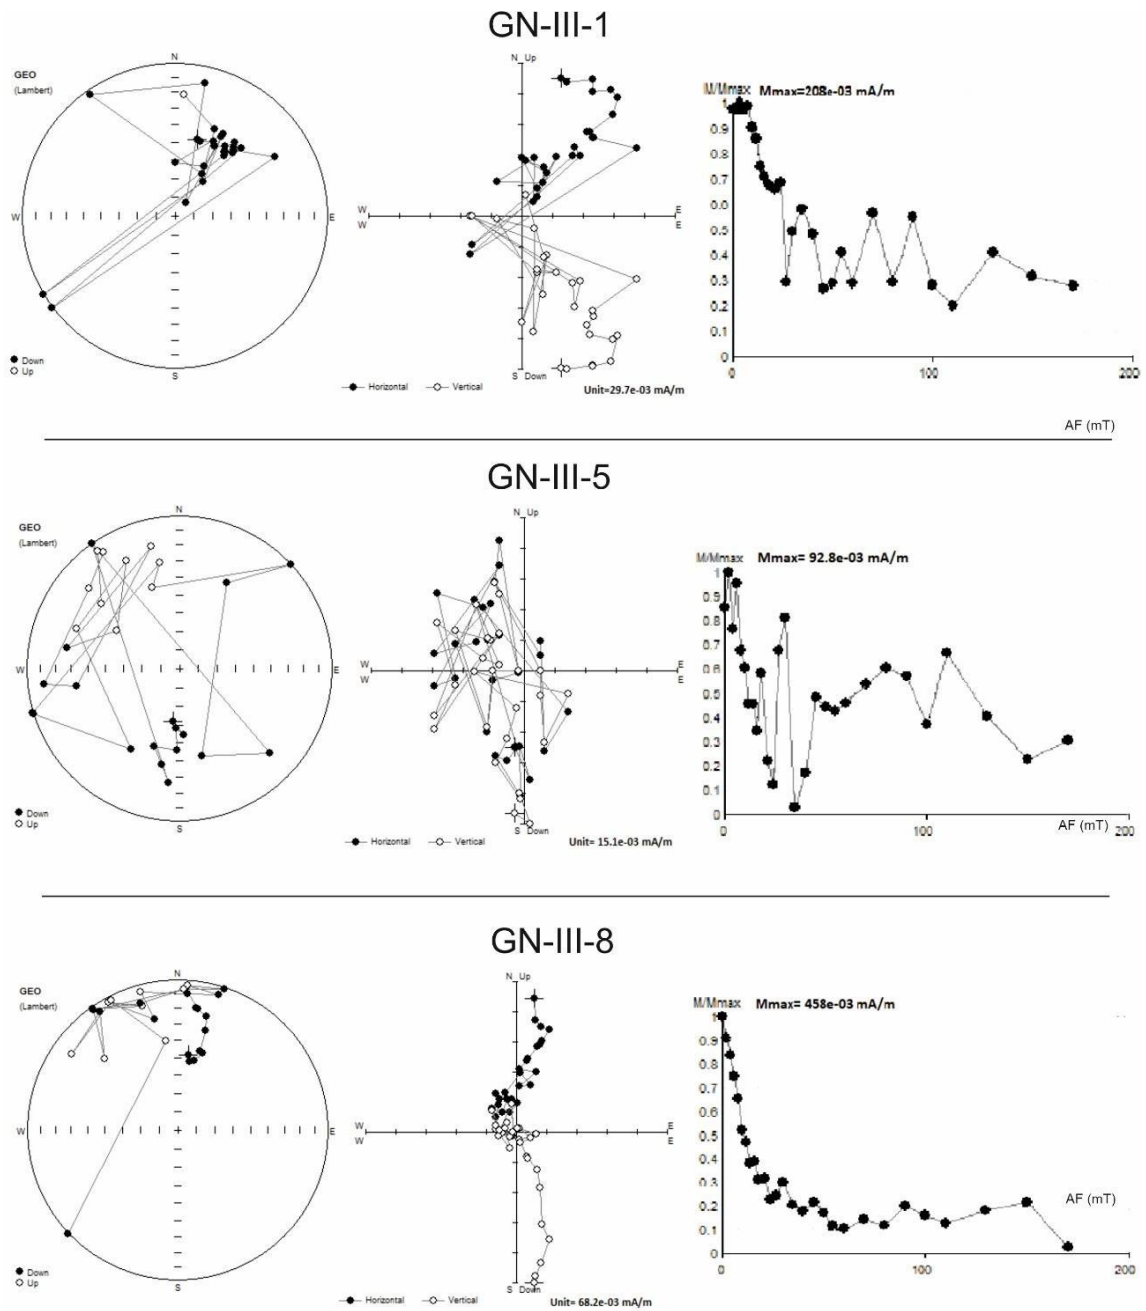 GN-III-1
GEO
(Lambert)
N
W
E
S
Down
Up
N Up
W
W
E
E
S Down
Horizontal
Vertical
Unit=29.7e-03 mA/m
M/Mmax
Mmax=208e-03 mA/m
1
0.9
0.8
0.7
0.6
0.5
0.4
0.3
0.2
0.1
0
0
100
200
AF (mT)
GN-III-5
GEO
(Lambert)
N
W
E
S
Down
Up
N Up
W
W
E
E
S Down
Horizontal
Vertical
Unit= 15.1e-03 mA/m
M/Mmax
Mmax= 92.8e-03 mA/m
1
0.9
0.8
0.7
0.6
0.5
0.4
0.3
0.2
0.1
0
0
100
200
AF (mT)
GN-III-8
GEO
(Lambert)
N
W
E
S
Down
Up
N Up
W
W
E
E
S Down
Horizontal
Vertical
Unit= 68.2e-03 mA/m
M/Mmax
Mmax= 458e-03 mA/m
1
0.9
0.8
0.7
0.6
0.5
0.4
0.3
0.2
0.1
0
0
100
200
AF (mT)